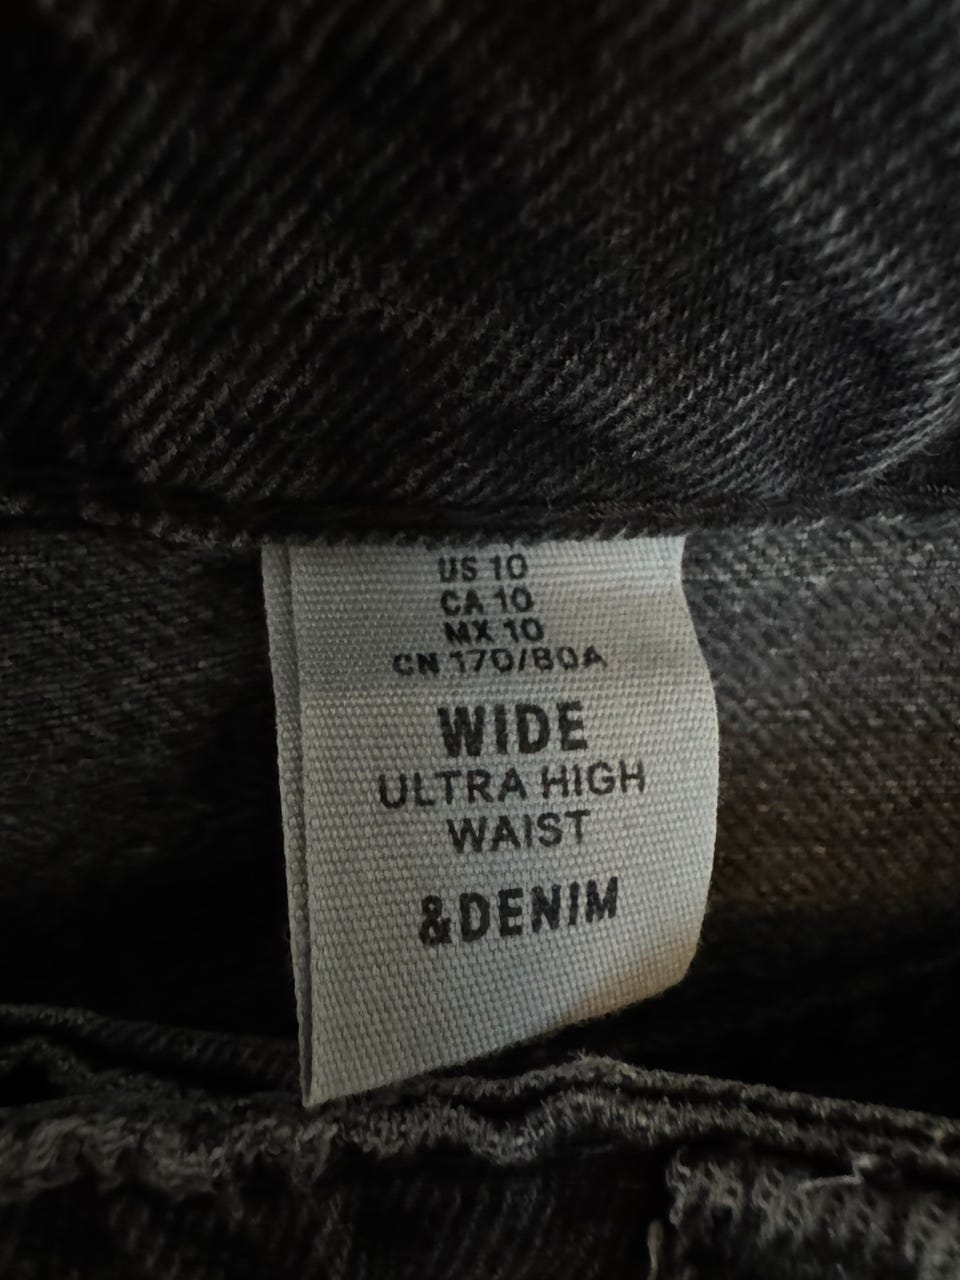 US 10
CA 10
MX 10
CN 170/80A
WIDE
ULTRA HIGH
WAIST
&DENIM